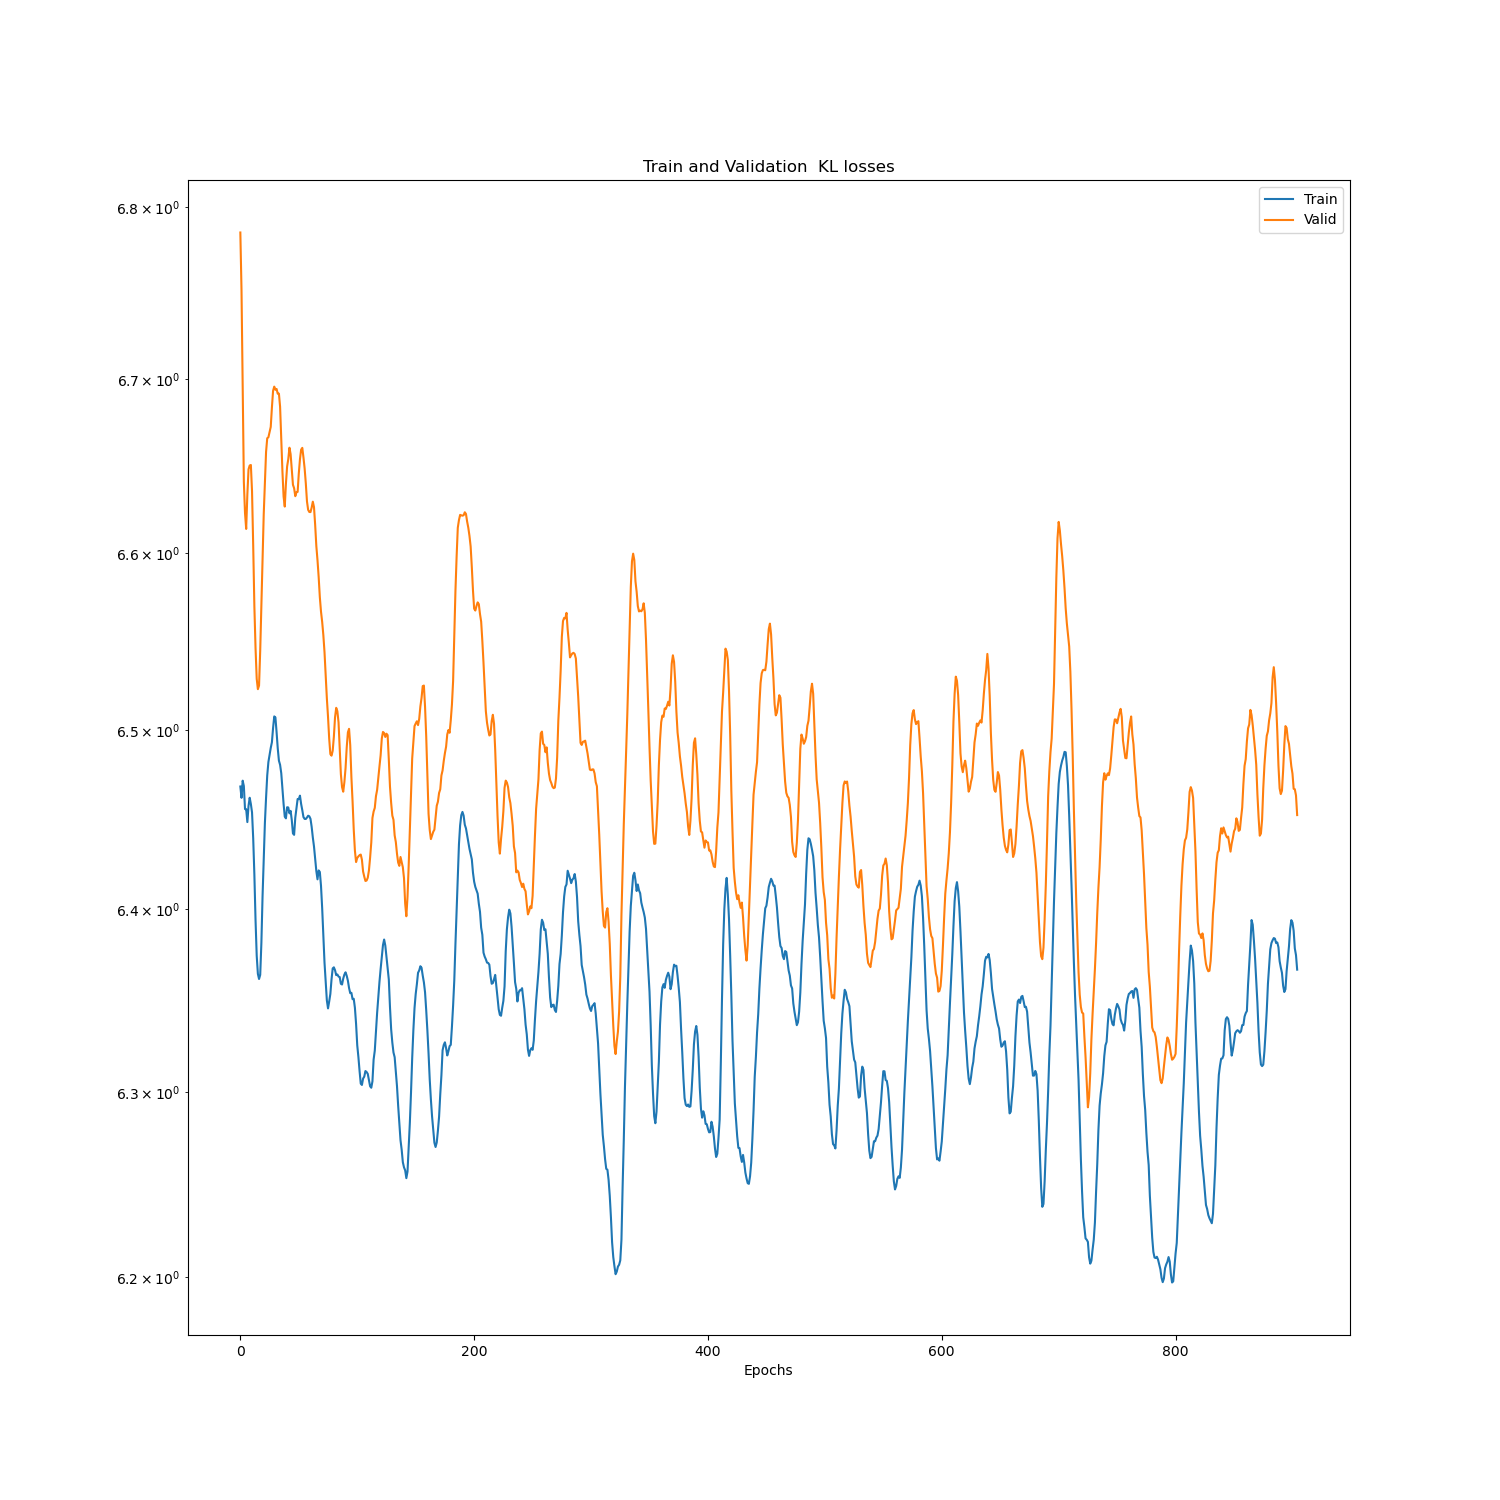 Train and Validation  KL losses
Train
Valid
6.8 × 10⁰
6.7 × 10⁰
6.6 × 10⁰
6.5 × 10⁰
6.4 × 10⁰
6.3 × 10⁰
6.2 × 10⁰
0 200 400 600 800
Epochs